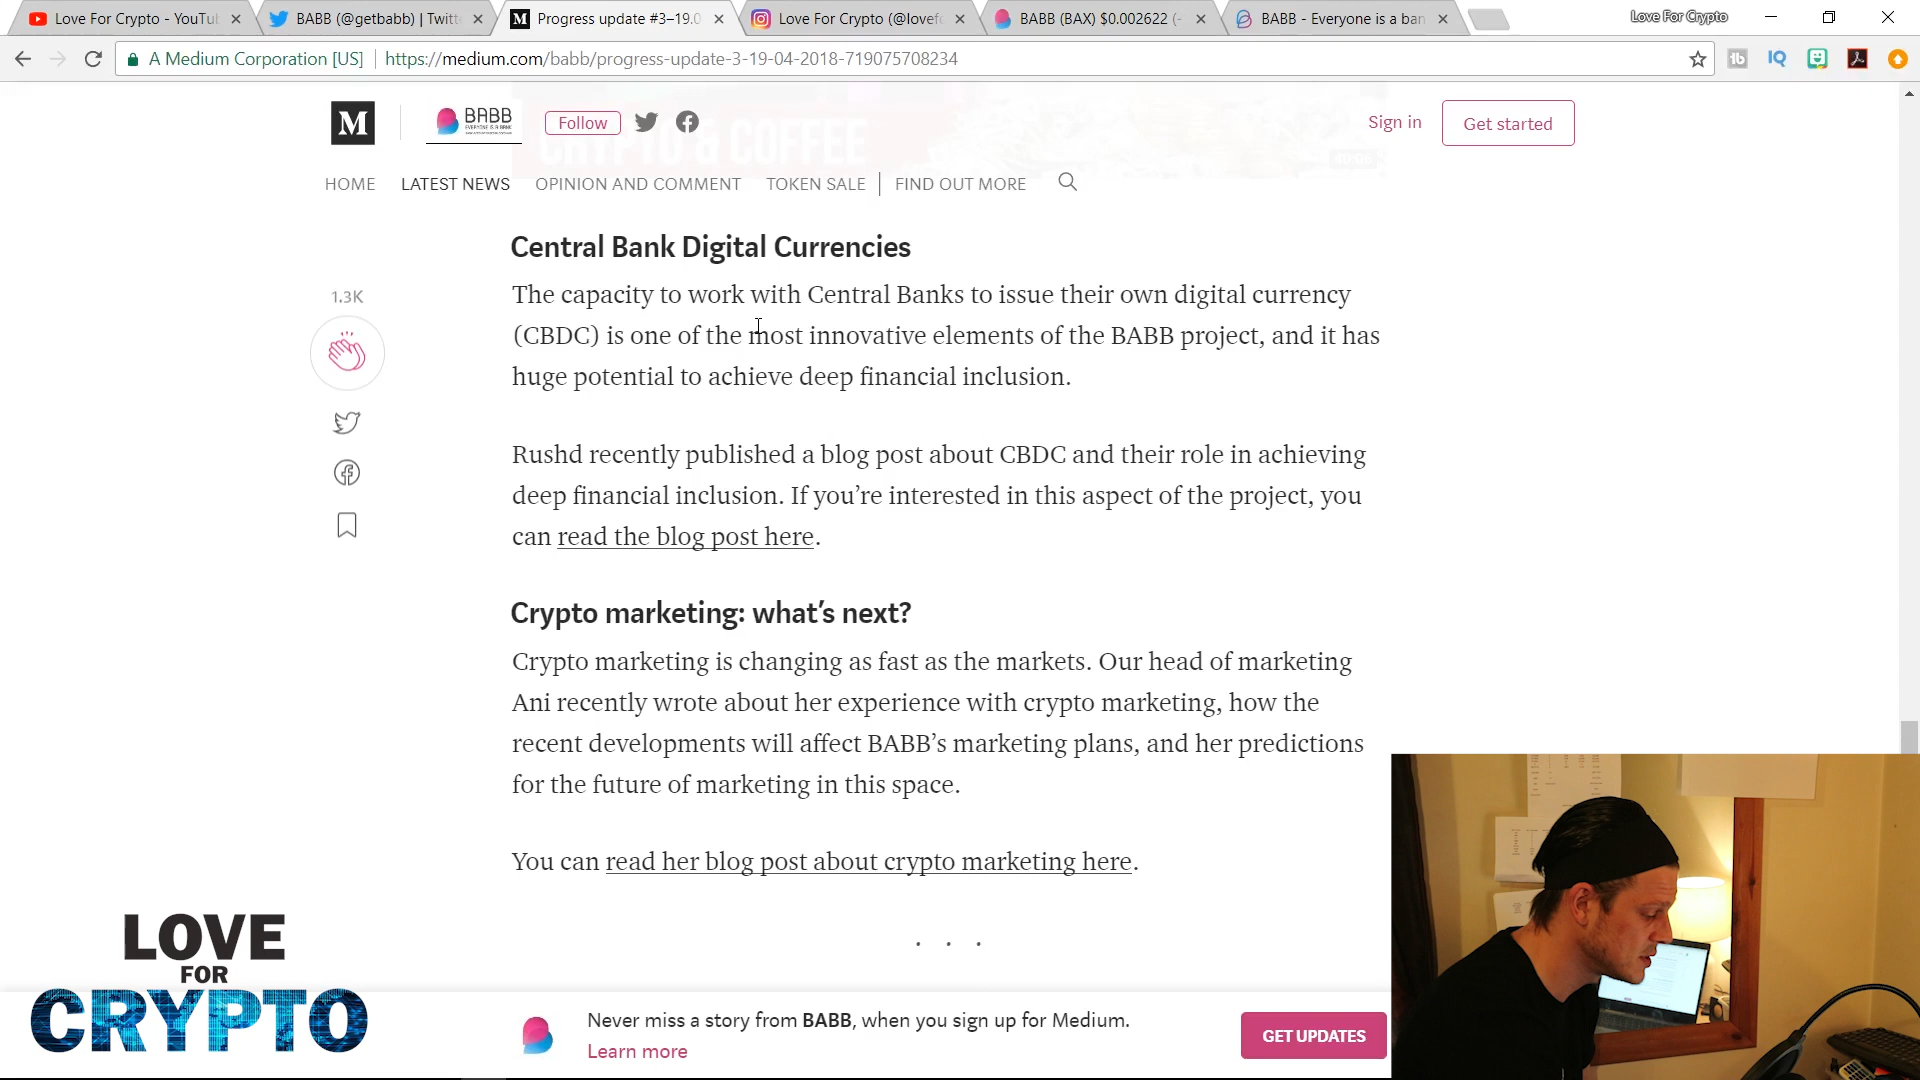 Love For Crypto - YouTu
BABB (@getbabb) | Twitt
Progress update #3–19.0
Love For Crypto (@lovef
BABB (BAX) $0.002622 (-
BABB - Everyone is a ban
Love For Crypto
A Medium Corporation [US]
https://medium.com/babb/progress-update-3-19-04-2018-719075708234
M
BABB
EVERYONE IS A BANK
Follow
Sign in
Get started
CRYPTO & COFFEE
HOME
LATEST NEWS
OPINION AND COMMENT
TOKEN SALE
FIND OUT MORE
Central Bank Digital Currencies
The capacity to work with Central Banks to issue their own digital currency
(CBDC) is one of the most innovative elements of the BABB project, and it has
huge potential to achieve deep financial inclusion.
1.3K
Rushd recently published a blog post about CBDC and their role in achieving
deep financial inclusion. If you’re interested in this aspect of the project, you
can read the blog post here.
Crypto marketing: what’s next?
Crypto marketing is changing as fast as the markets. Our head of marketing
Ani recently wrote about her experience with crypto marketing, how the
recent developments will affect BABB’s marketing plans, and her predictions
for the future of marketing in this space.
You can read her blog post about crypto marketing here.
. . .
LOVE
FOR
CRYPTO
Never miss a story from BABB, when you sign up for Medium.
Learn more
GET UPDATES